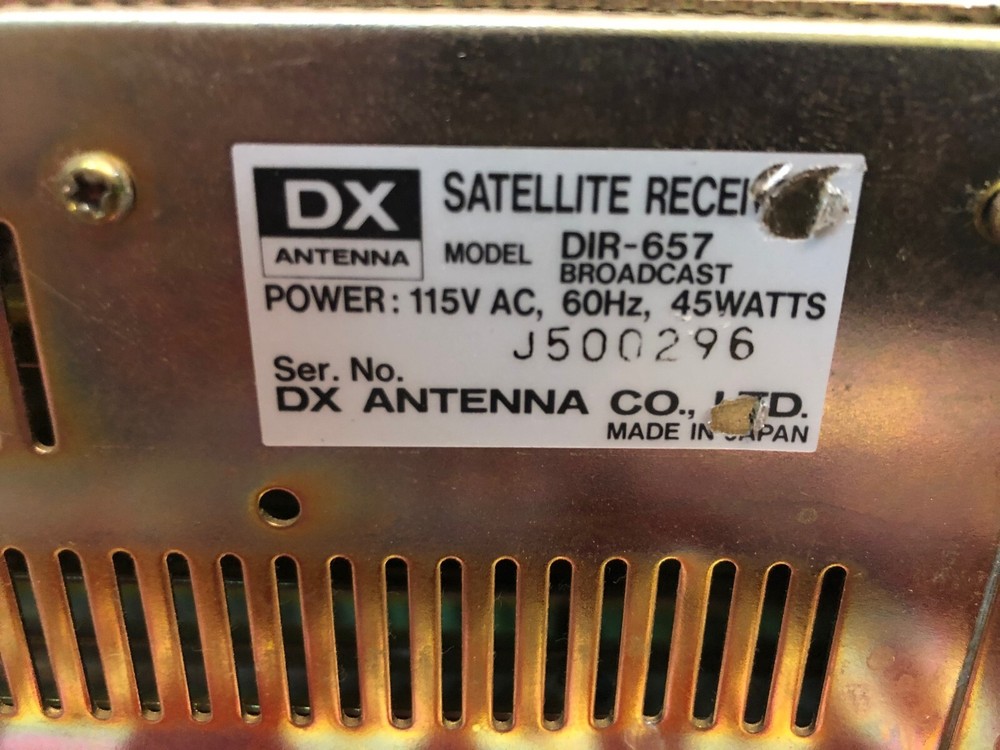 DX
ANTENNA
SATELLITE RECEI
MODEL DIR-657
BROADCAST
POWER: 115V AC, 60Hz, 45WATTS
J500296
Ser. No.
DX ANTENNA CO., LTD.
MADE IN JAPAN